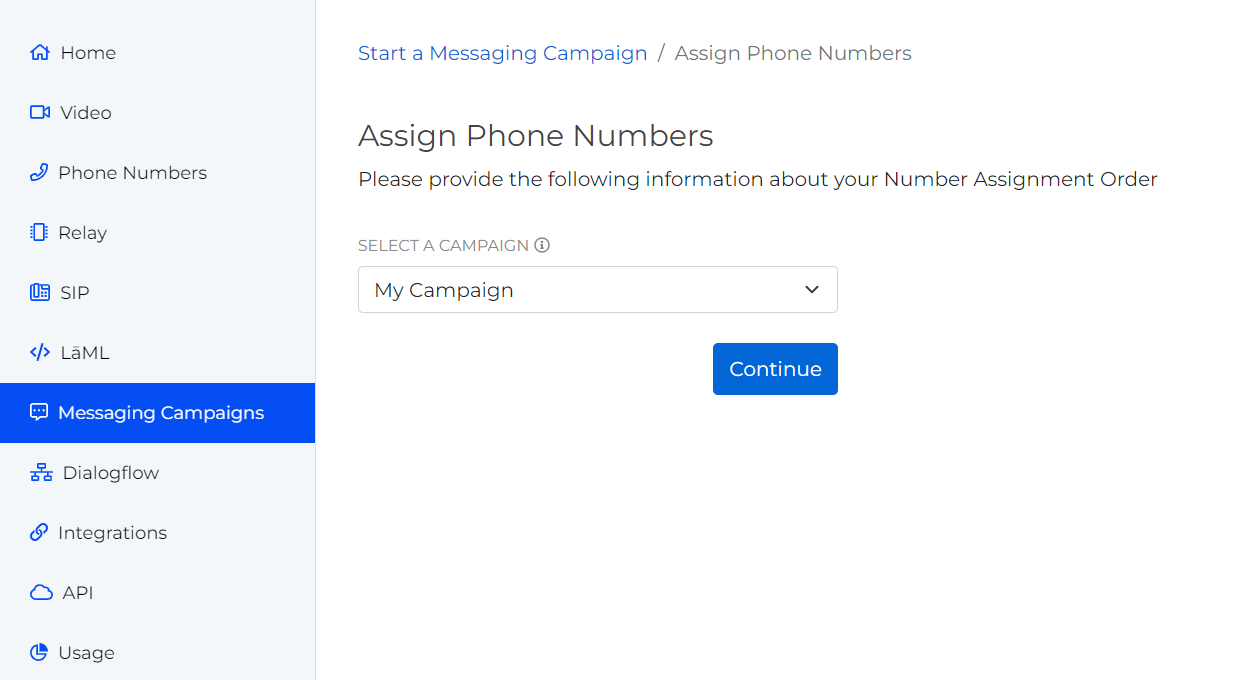 Home
Video
Phone Numbers
Relay
SIP
LāML
Messaging Campaigns
Dialogflow
Integrations
API
Usage
Start a Messaging Campaign / Assign Phone Numbers
Assign Phone Numbers
Please provide the following information about your Number Assignment Order
SELECT A CAMPAIGN
My Campaign
Continue